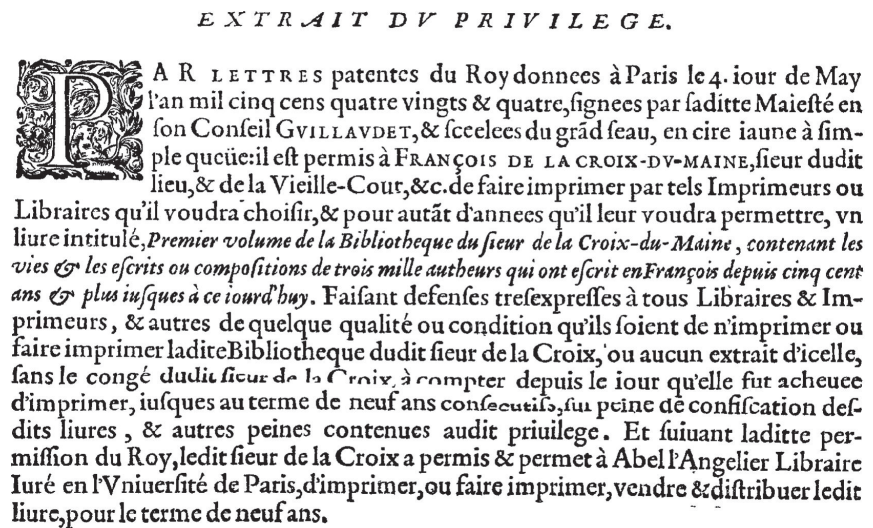 EXTRAIT DV PRIVILEGE.
PAR LETTRES patentes du Roy donnees à Paris le 4. iour de May
l'an mil cinq cens quatre vingts & quatre, ſignees par ſaditte Maieſté en
ſon Conſeil GVILLAVDET, & ſceelees du grãd ſeau, en cire iaune à ſim-
ple queüe: il eſt permis à FRANÇOIS DE LA CROIX-DV-MAINE, ſieur dudit
lieu, & de la Vieille-Cour, &c. de faire imprimer par tels Imprimeurs ou
Libraires qu'il voudra choiſir, & pour autãt d'annees qu'il leur voudra permettre, vn
liure intitulé, Premier volume de la Bibliotheque du ſieur de la Croix-du-Maine, contenant les
vies & les eſcrits ou compoſitions de trois mille autheurs qui ont eſcrit en François depuis cinq cent
ans & plus iuſques à ce iourd'huy. Faiſant defenſes treſexpreſſes à tous Libraires & Im-
primeurs, & autres de quelque qualité ou condition qu'ils ſoient de n'imprimer ou
faire imprimer ladite Bibliotheque dudit ſieur de la Croix, ou aucun extrait d'icelle,
ſans le congé dudit ſieur de la Croix, à compter depuis le iour qu'elle fut acheuee
d'imprimer, iuſques au terme de neuf ans conſecutifs, ſur peine de confiſcation deſ-
dits liures, & autres peines contenues audit priuilege. Et ſuiuant laditte per-
miſſion du Roy, ledit ſieur de la Croix a permis & permet à Abel l'Angelier Libraire
Iuré en l'Vniuerſité de Paris, d'imprimer, ou faire imprimer, vendre & diſtribuer ledit
liure, pour le terme de neuf ans.